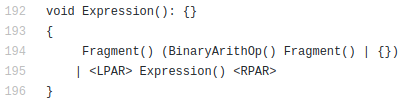 192 void Expression(): {}
193 {
194 Fragment() (BinaryArithOp() Fragment() | {})
195 | <LPAR> Expression() <RPAR>
196 }